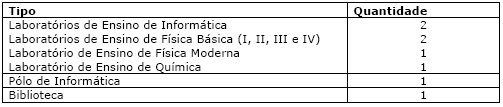 Tipo Quantidade
Laboratórios de Ensino de Informática 2
Laboratórios de Ensino de Física Básica (I, II, III e IV) 2
Laboratório de Ensino de Física Moderna 1
Laboratório de Ensino de Química 1
Pólo de Informática 1
Biblioteca 1